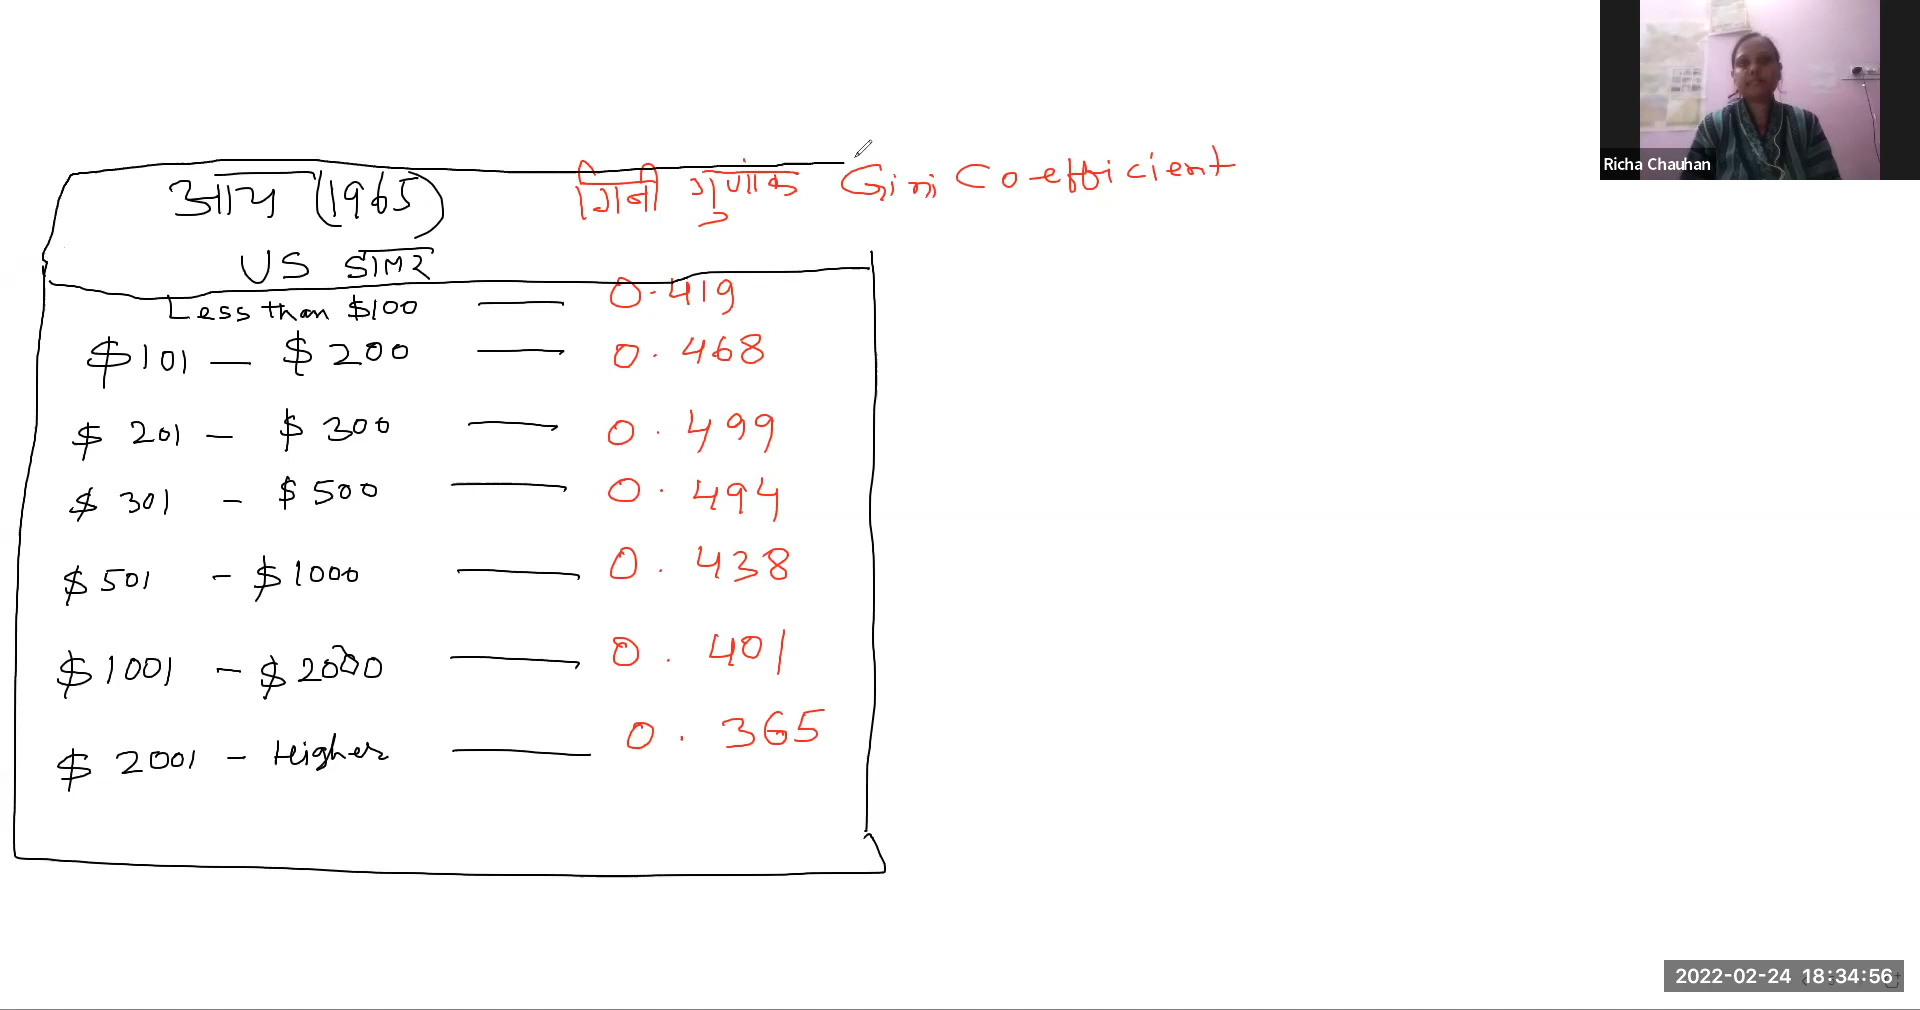 आय (1965) गिनी गुणांक Gini Coefficient
US डालर
Less than $100 — 0.419
$101 — $200 — 0.468
$ 201 - $ 300 — 0.499
$ 301 - $ 500 — 0.494
$ 501 - $ 1000 — 0.438
$ 1001 - $ 2000 — 0.401
$ 2001 - Higher — 0.365
Richa Chauhan
2022-02-24 18:34:56